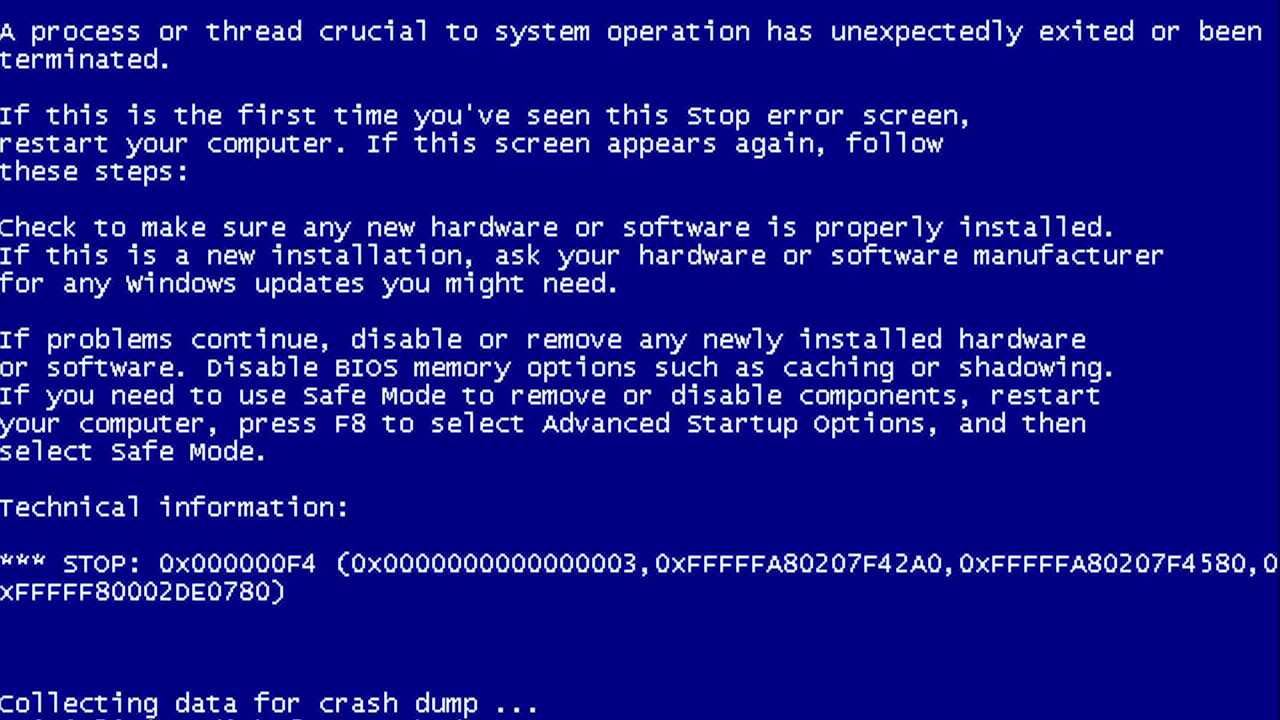 A process or thread crucial to system operation has unexpectedly exited or been
terminated.
If this is the first time you've seen this Stop error screen,
restart your computer. If this screen appears again, follow
these steps:
Check to make sure any new hardware or software is properly installed.
If this is a new installation, ask your hardware or software manufacturer
for any Windows updates you might need.
If problems continue, disable or remove any newly installed hardware
or software. Disable BIOS memory options such as caching or shadowing.
If you need to use Safe Mode to remove or disable components, restart
your computer, press F8 to select Advanced Startup Options, and then
select Safe Mode.
Technical information:
*** STOP: 0x000000F4 (0x0000000000000003,0xFFFFFA80207F42A0,0xFFFFFA80207F4580,0
xFFFFF80002DE0780)
Collecting data for crash dump ...